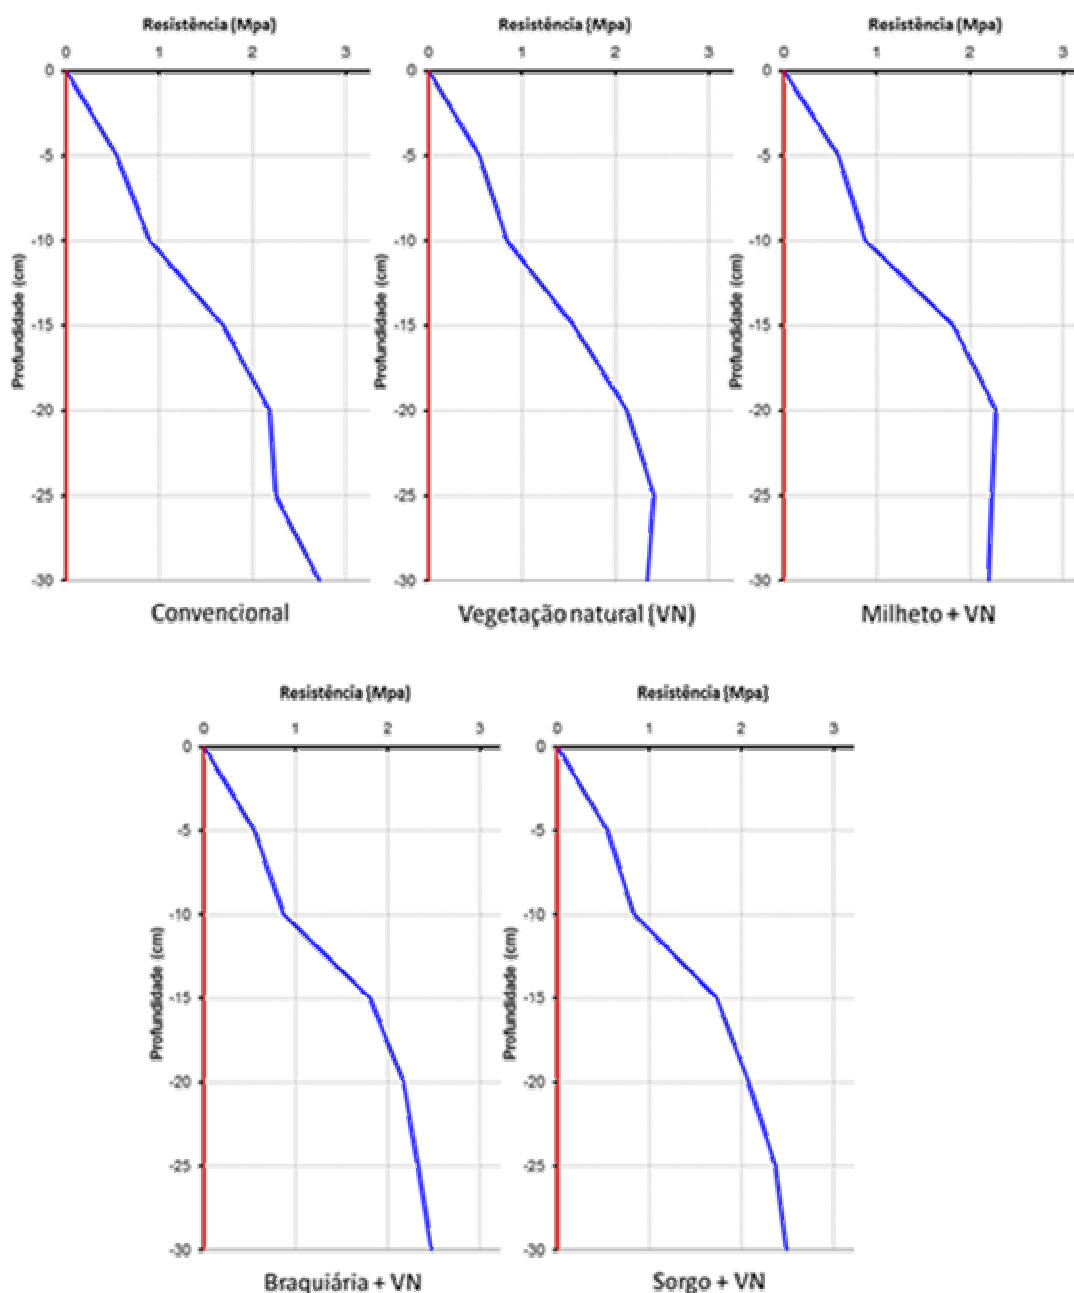 Resistência (Mpa)
Resistência (Mpa)
Resistência (Mpa)
0 1 2 3
0 1 2 3
0 1 2 3
0
-5
-10
-15
-20
-25
-30
Profundidade (cm)
0
-5
-10
-15
-20
-25
-30
Profundidade (cm)
0
-5
-10
-15
-20
-25
-30
Profundidade (cm)
Convencional
Vegetação natural (VN)
Milheto + VN
Resistência (Mpa)
Resistência (Mpa)
0 1 2 3
0 1 2 3
0
-5
-10
-15
-20
-25
-30
Profundidade (cm)
0
-5
-10
-15
-20
-25
-30
Profundidade (cm)
Braquiária + VN
Sorgo + VN